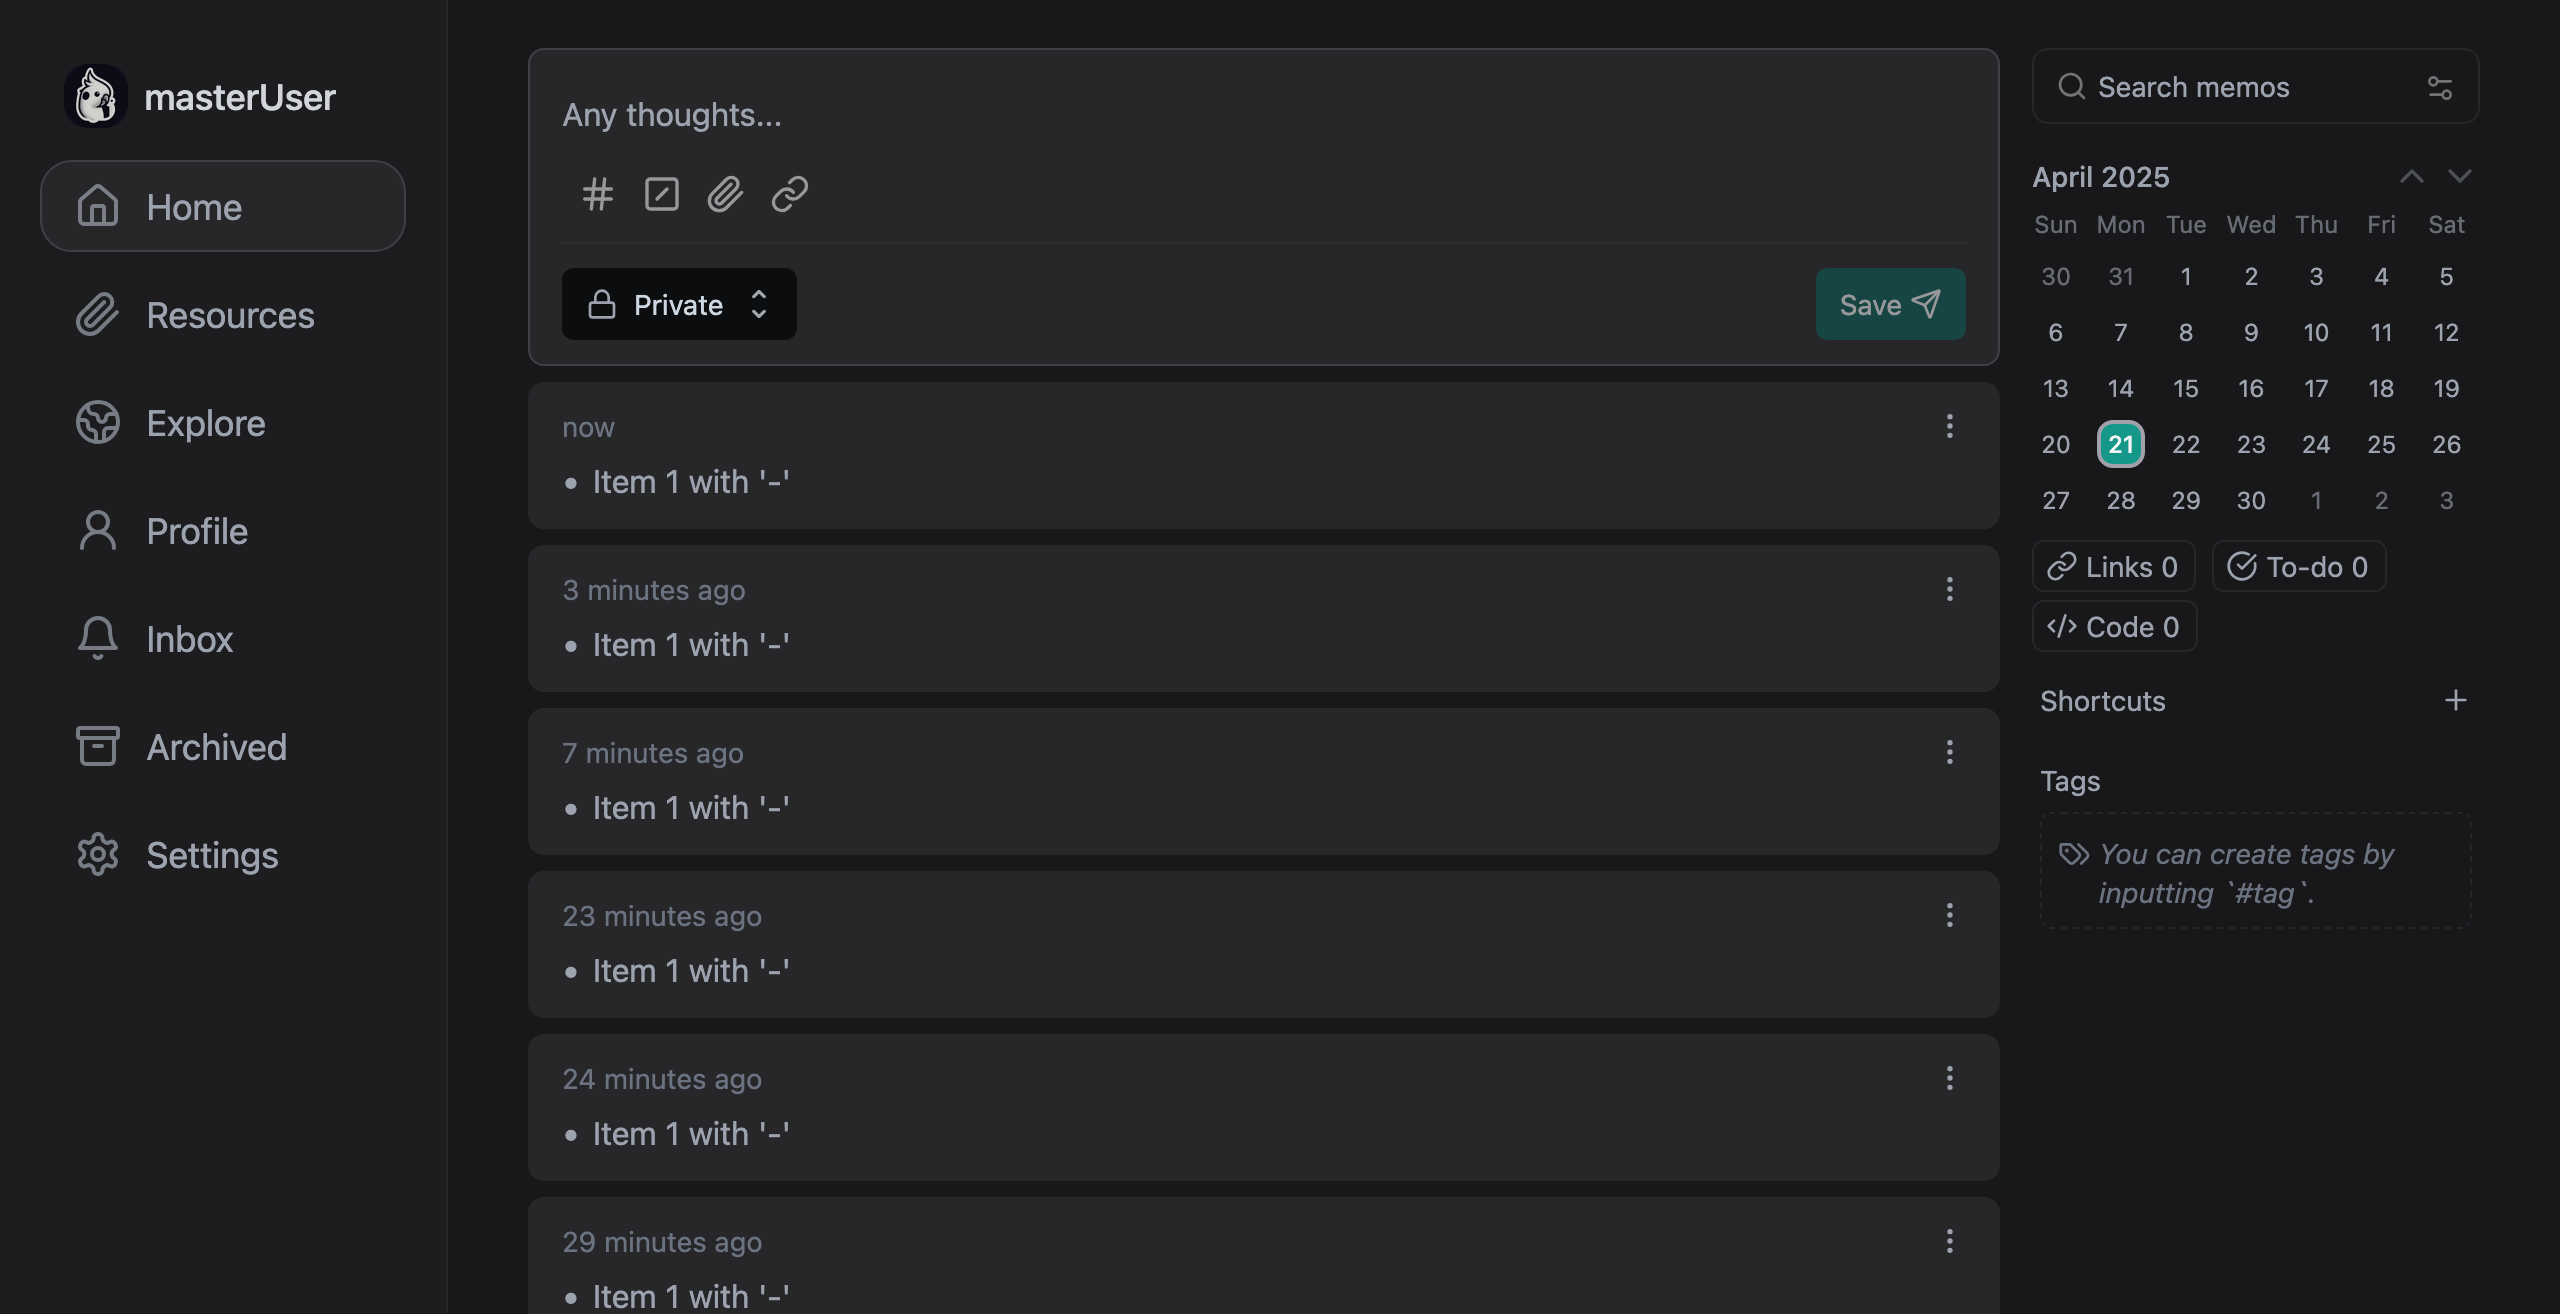 masterUser
Home
Resources
Explore
Profile
Inbox
Archived
Settings
Any thoughts...
Private
Save
now
• Item 1 with '-'
3 minutes ago
• Item 1 with '-'
7 minutes ago
• Item 1 with '-'
23 minutes ago
• Item 1 with '-'
24 minutes ago
• Item 1 with '-'
29 minutes ago
• Item 1 with '-'
Search memos
April 2025
Sun Mon Tue Wed Thu Fri Sat
30 31 1 2 3 4 5
6 7 8 9 10 11 12
13 14 15 16 17 18 19
20 21 22 23 24 25 26
27 28 29 30 1 2 3
Links 0 To-do 0
Code 0
Shortcuts
Tags
You can create tags by
inputting `#tag`.